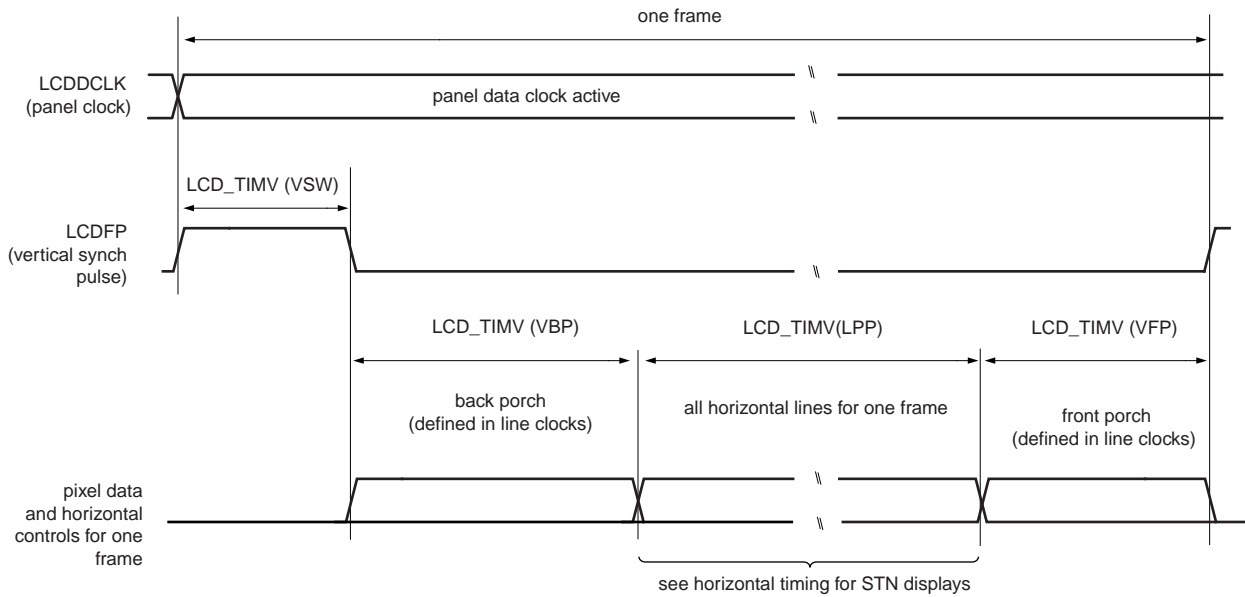 one frame
LCDDCLK
(panel clock)
panel data clock active
LCD_TIMV (VSW)
LCDFP
(vertical synch
pulse)
LCD_TIMV (VBP)
LCD_TIMV(LPP)
LCD_TIMV (VFP)
back porch
(defined in line clocks)
all horizontal lines for one frame
front porch
(defined in line clocks)
pixel data
and horizontal
controls for one
frame
see horizontal timing for STN displays